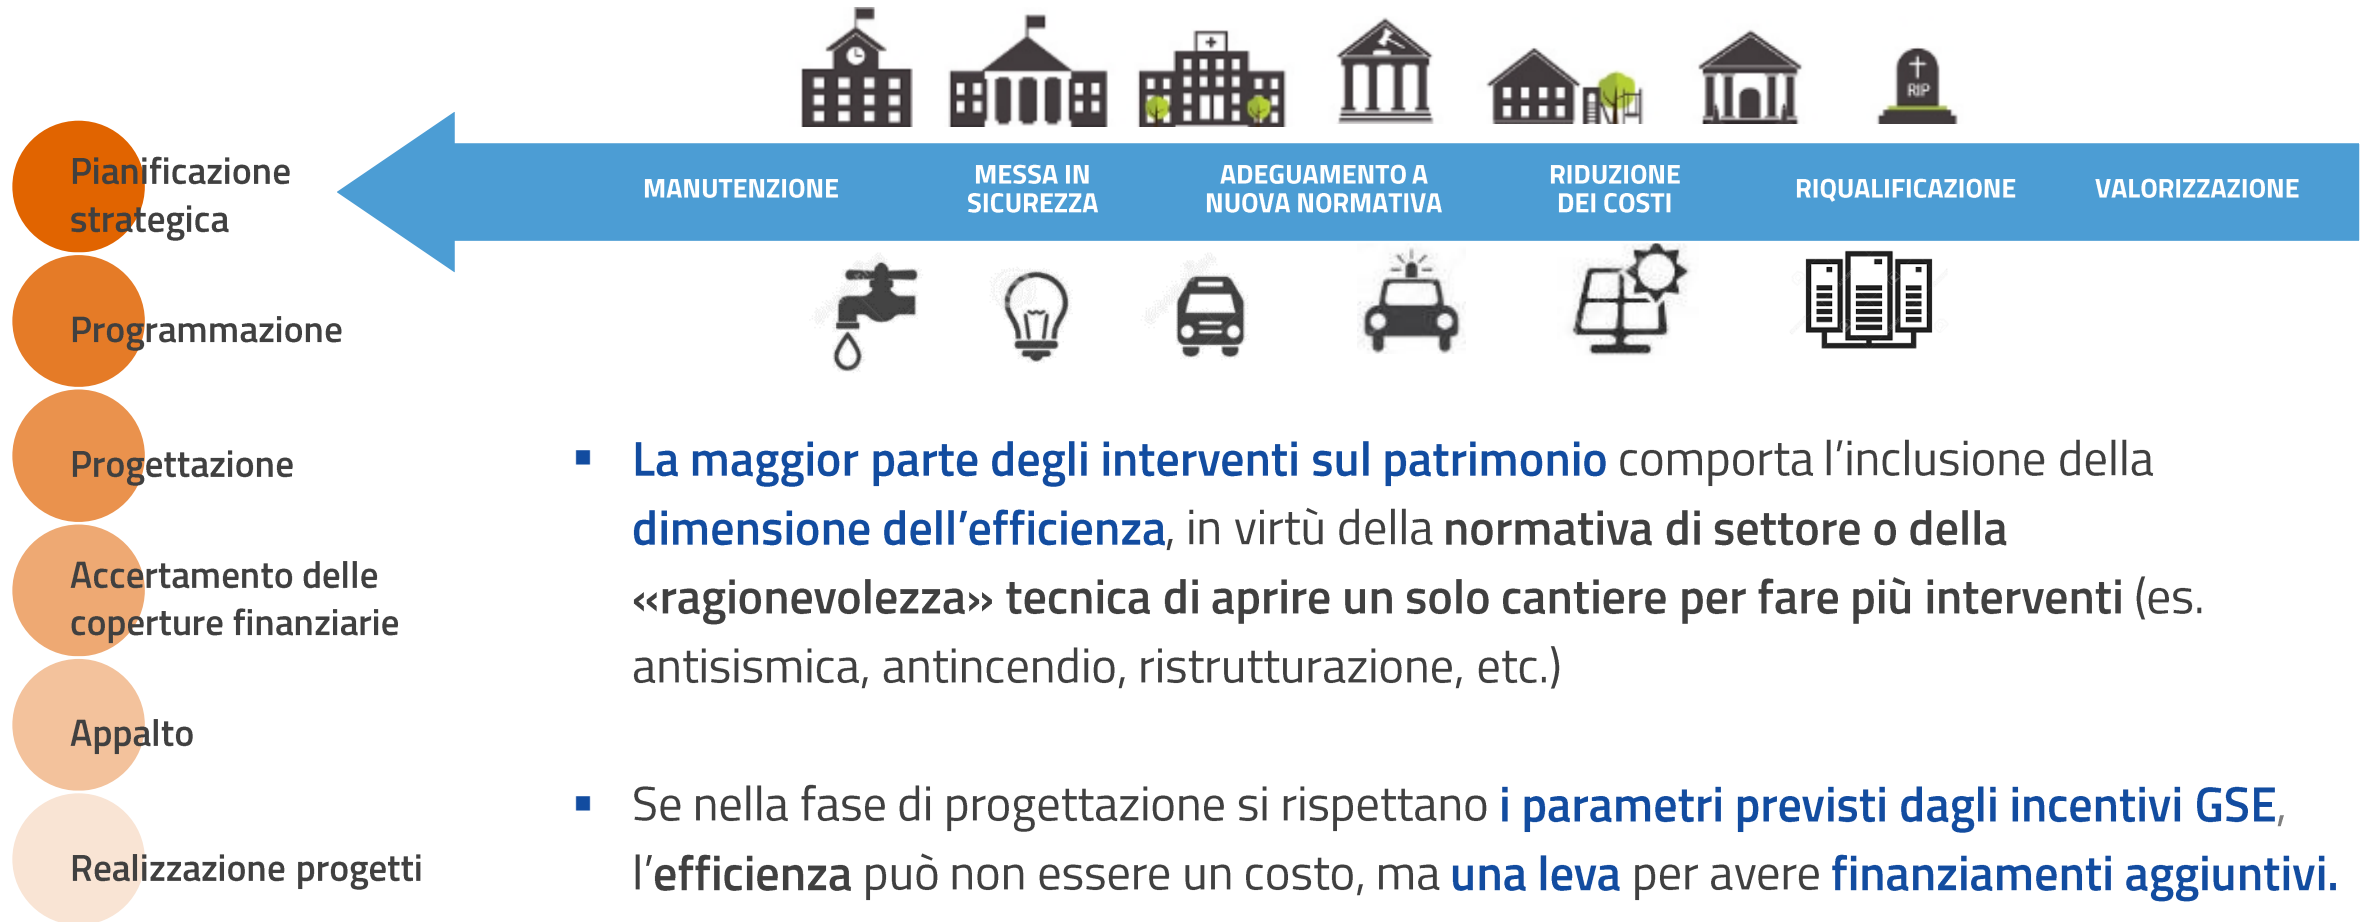 RIP
Pianificazione
strategica
MANUTENZIONE
MESSA IN
SICUREZZA
ADEGUAMENTO A
NUOVA NORMATIVA
RIDUZIONE
DEI COSTI
RIQUALIFICAZIONE
VALORIZZAZIONE
Programmazione
Progettazione
Accertamento delle
coperture finanziarie
Appalto
Realizzazione progetti
▪ La maggior parte degli interventi sul patrimonio comporta l’inclusione della
dimensione dell’efficienza, in virtù della normativa di settore o della
«ragionevolezza» tecnica di aprire un solo cantiere per fare più interventi (es.
antisismica, antincendio, ristrutturazione, etc.)
▪ Se nella fase di progettazione si rispettano i parametri previsti dagli incentivi GSE,
l’efficienza può non essere un costo, ma una leva per avere finanziamenti aggiuntivi.